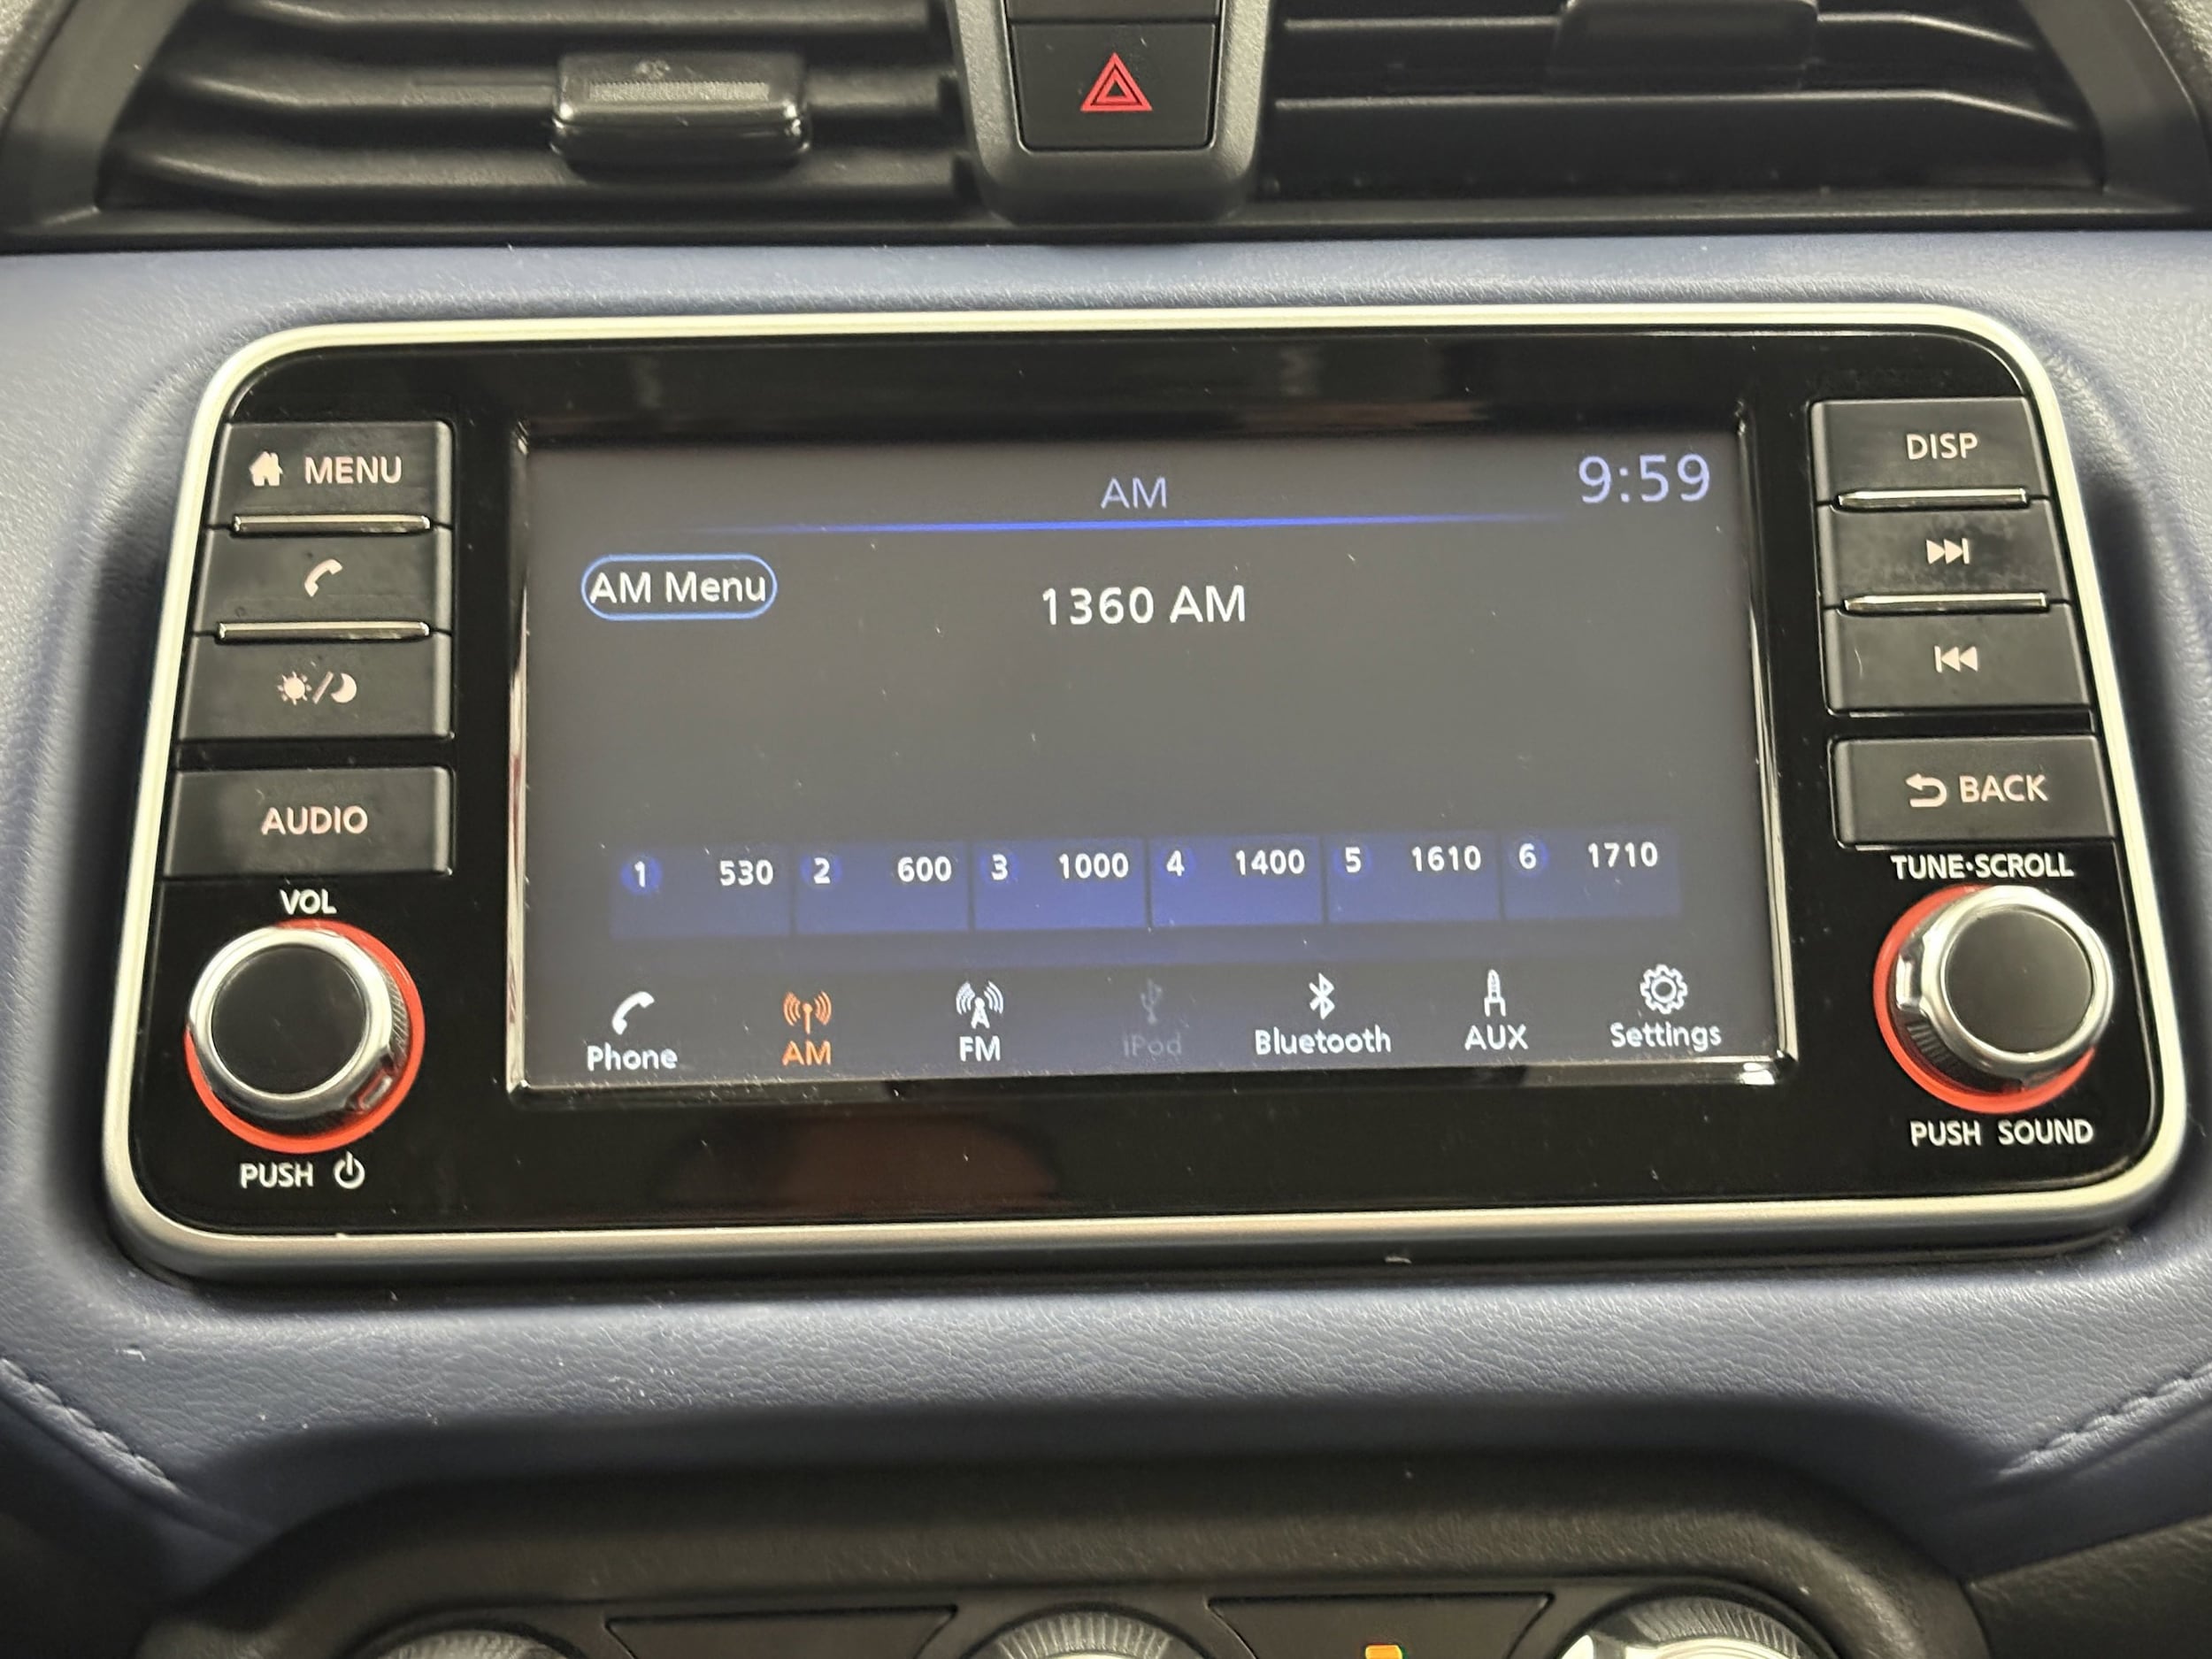 MENU
AUDIO
VOL
PUSH
AM
9:59
AM Menu
1360 AM
1 530 2 600 3 1000 4 1400 5 1610 6 1710
Phone AM FM iPod Bluetooth AUX Settings
DISP
BACK
TUNE·SCROLL
PUSH SOUND